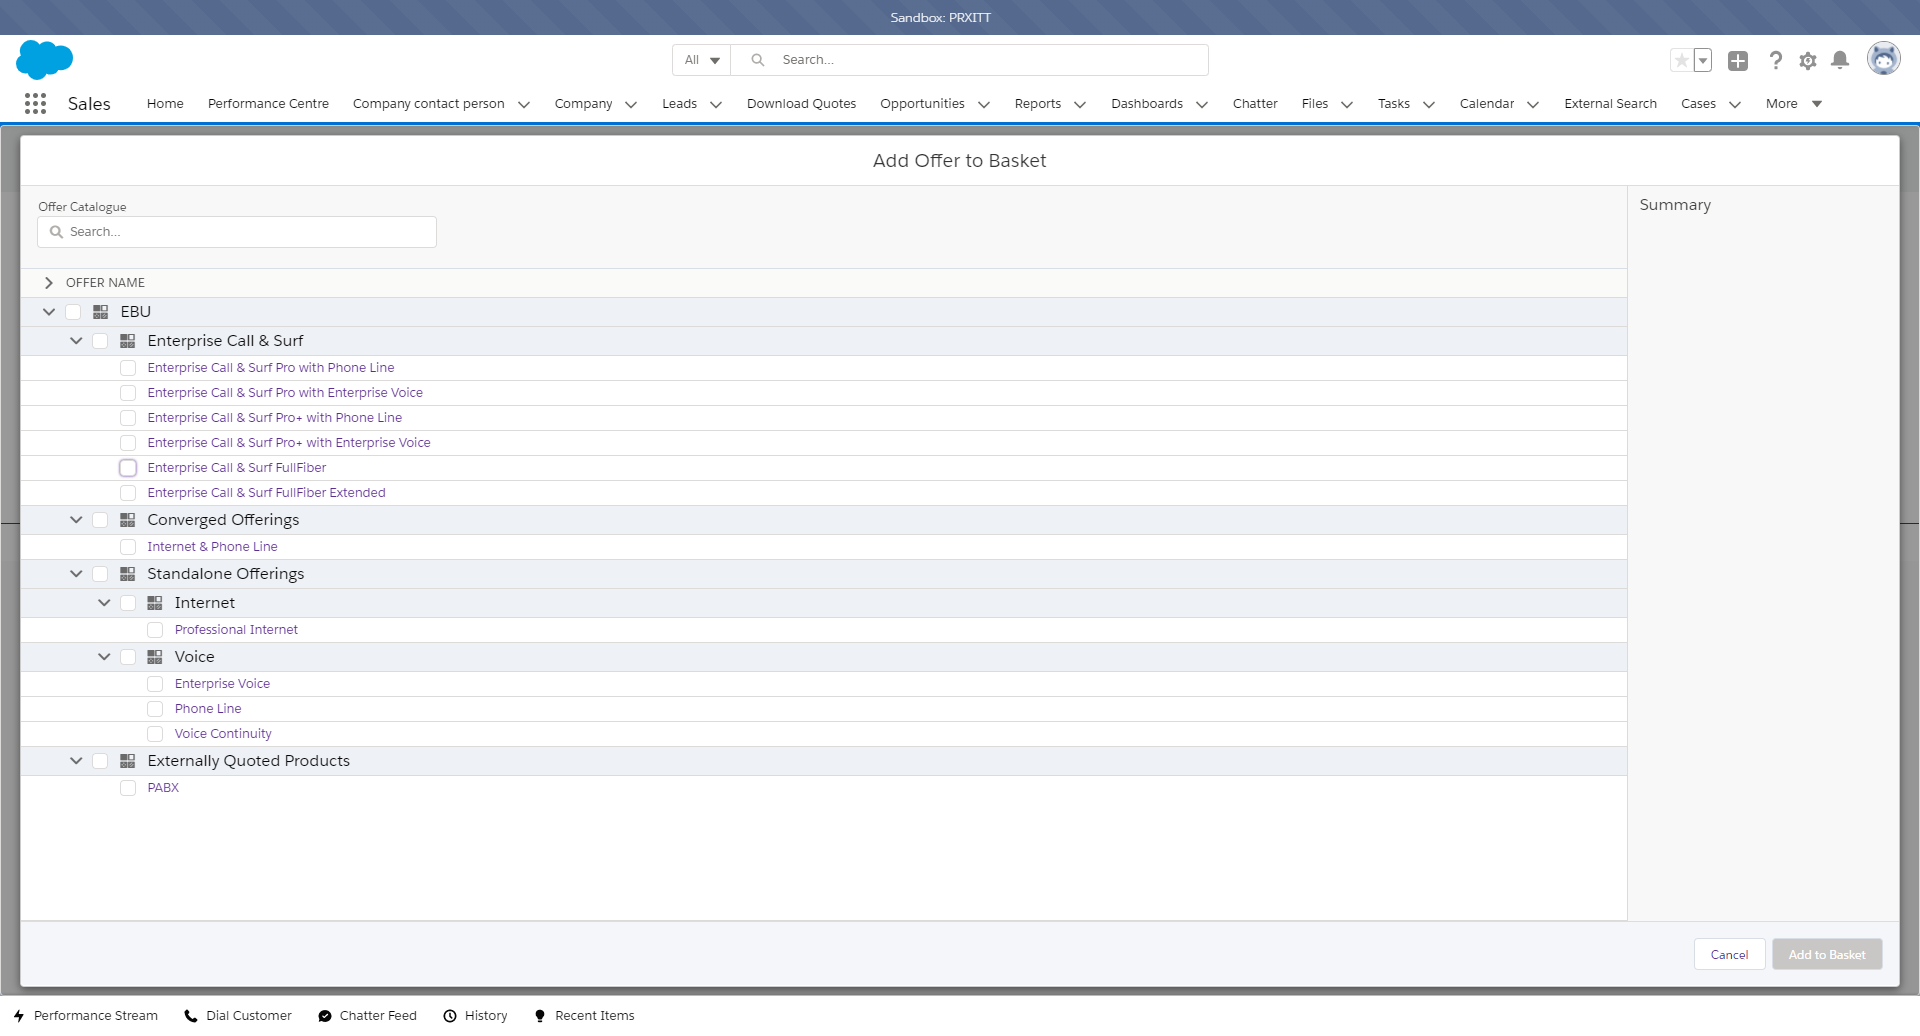 Sandbox: PRXITT
All
Search...
Sales
Home
Performance Centre
Company contact person
Company
Leads
Download Quotes
Opportunities
Reports
Dashboards
Chatter
Files
Tasks
Calendar
External Search
Cases
More
Add Offer to Basket
Offer Catalogue
Search...
Summary
OFFER NAME
EBU
Enterprise Call & Surf
Enterprise Call & Surf Pro with Phone Line
Enterprise Call & Surf Pro with Enterprise Voice
Enterprise Call & Surf Pro+ with Phone Line
Enterprise Call & Surf Pro+ with Enterprise Voice
Enterprise Call & Surf FullFiber
Enterprise Call & Surf FullFiber Extended
Converged Offerings
Internet & Phone Line
Standalone Offerings
Internet
Professional Internet
Voice
Enterprise Voice
Phone Line
Voice Continuity
Externally Quoted Products
PABX
Cancel
Add to Basket
Performance Stream
Dial Customer
Chatter Feed
History
Recent Items